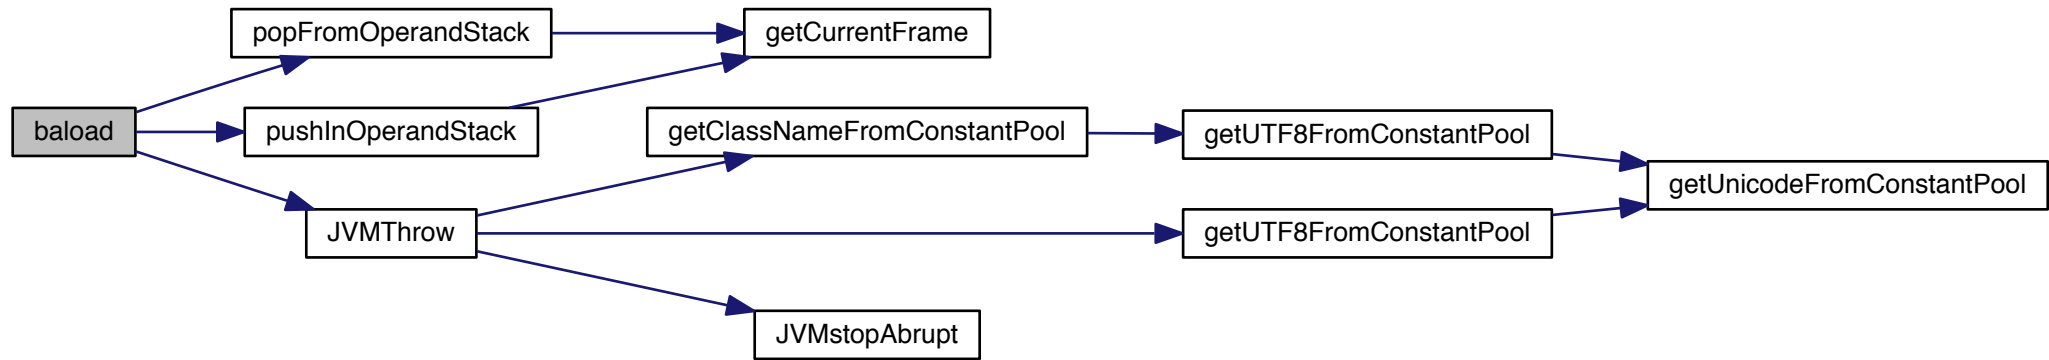 popFromOperandStack
getCurrentFrame
baload
pushInOperandStack
getClassNameFromConstantPool
getUTF8FromConstantPool
getUnicodeFromConstantPool
JVMThrow
getUTF8FromConstantPool
JVMstopAbrupt